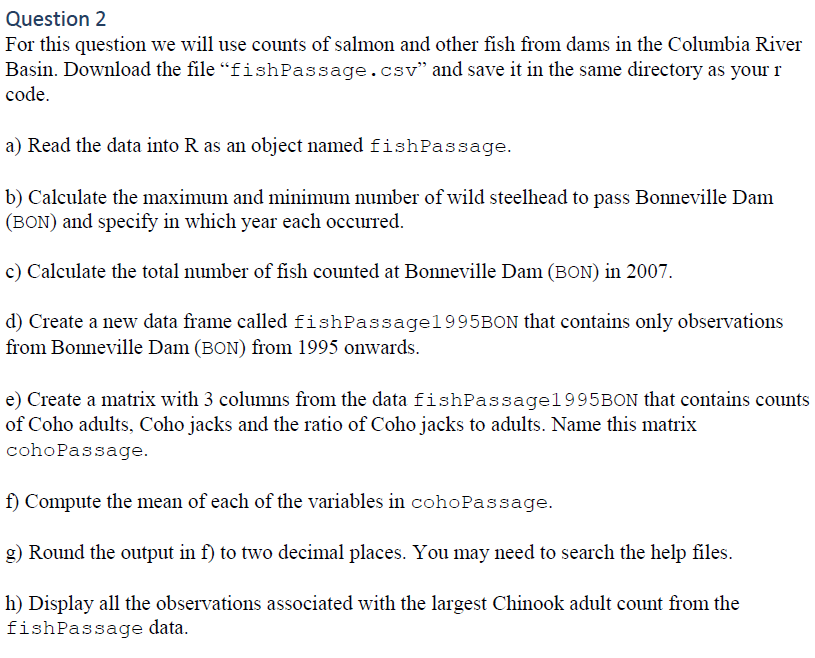 Question 2
For this question we will use counts of salmon and other fish from dams in the Columbia River
Basin. Download the file “fishPassage.csv” and save it in the same directory as your r
code.
a) Read the data into R as an object named fishPassage.
b) Calculate the maximum and minimum number of wild steelhead to pass Bonneville Dam
(BON) and specify in which year each occurred.
c) Calculate the total number of fish counted at Bonneville Dam (BON) in 2007.
d) Create a new data frame called fishPassage1995BON that contains only observations
from Bonneville Dam (BON) from 1995 onwards.
e) Create a matrix with 3 columns from the data fishPassage1995BON that contains counts
of Coho adults, Coho jacks and the ratio of Coho jacks to adults. Name this matrix
cohoPassage.
f) Compute the mean of each of the variables in cohoPassage.
g) Round the output in f) to two decimal places. You may need to search the help files.
h) Display all the observations associated with the largest Chinook adult count from the
fishPassage data.